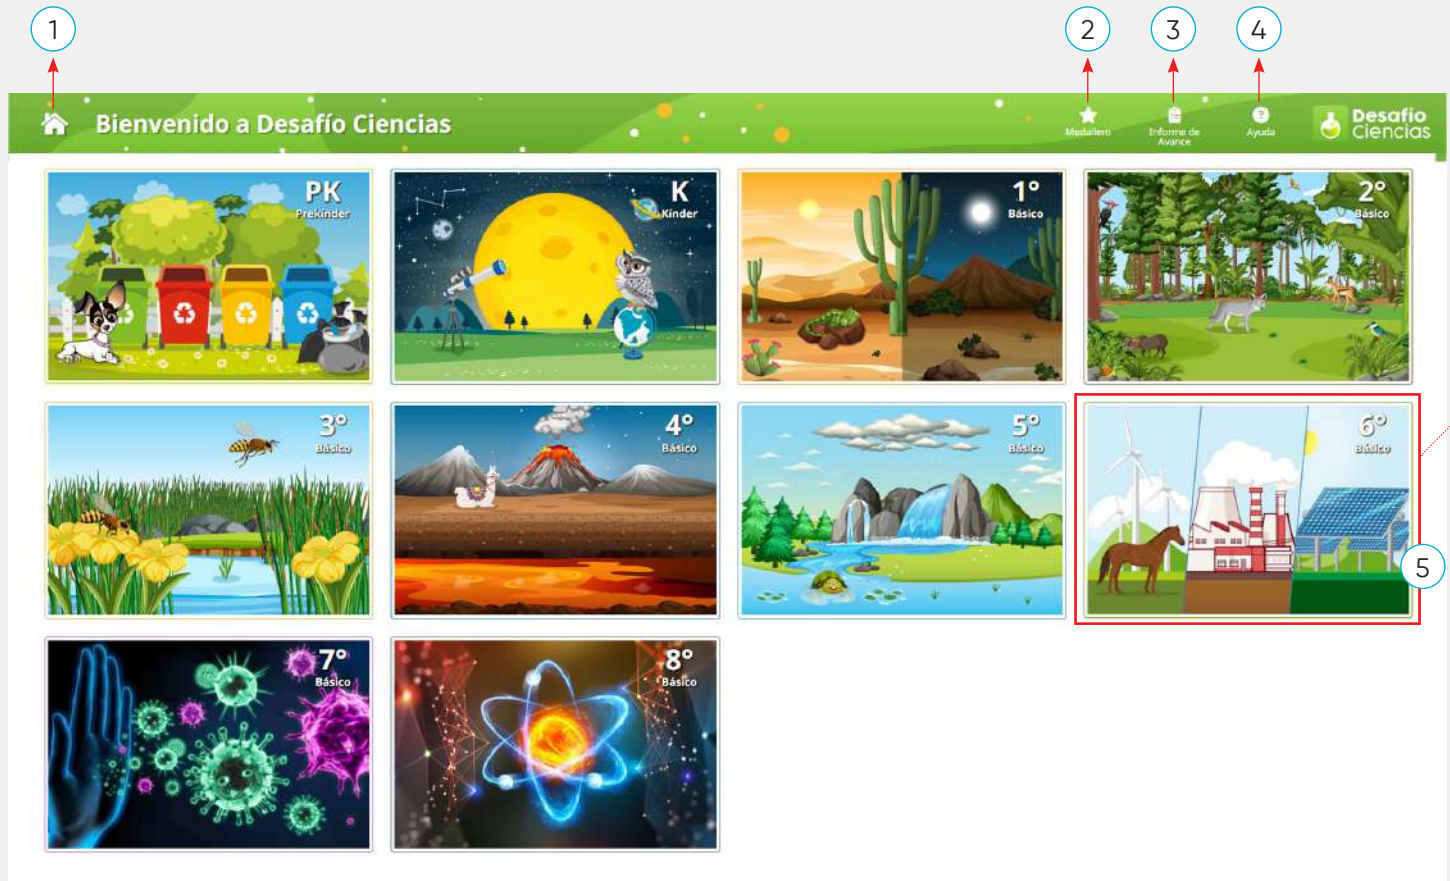 1
2
3
4
Bienvenido a Desafío Ciencias
Medallero
Informe de
Avance
Ayuda
Desafío
Ciencias
PK
Prekinder
K
Kínder
1°
Básico
2°
Básico
3°
Básico
4°
Básico
5°
Básico
6°
Básico
5
7°
Básico
8°
Básico